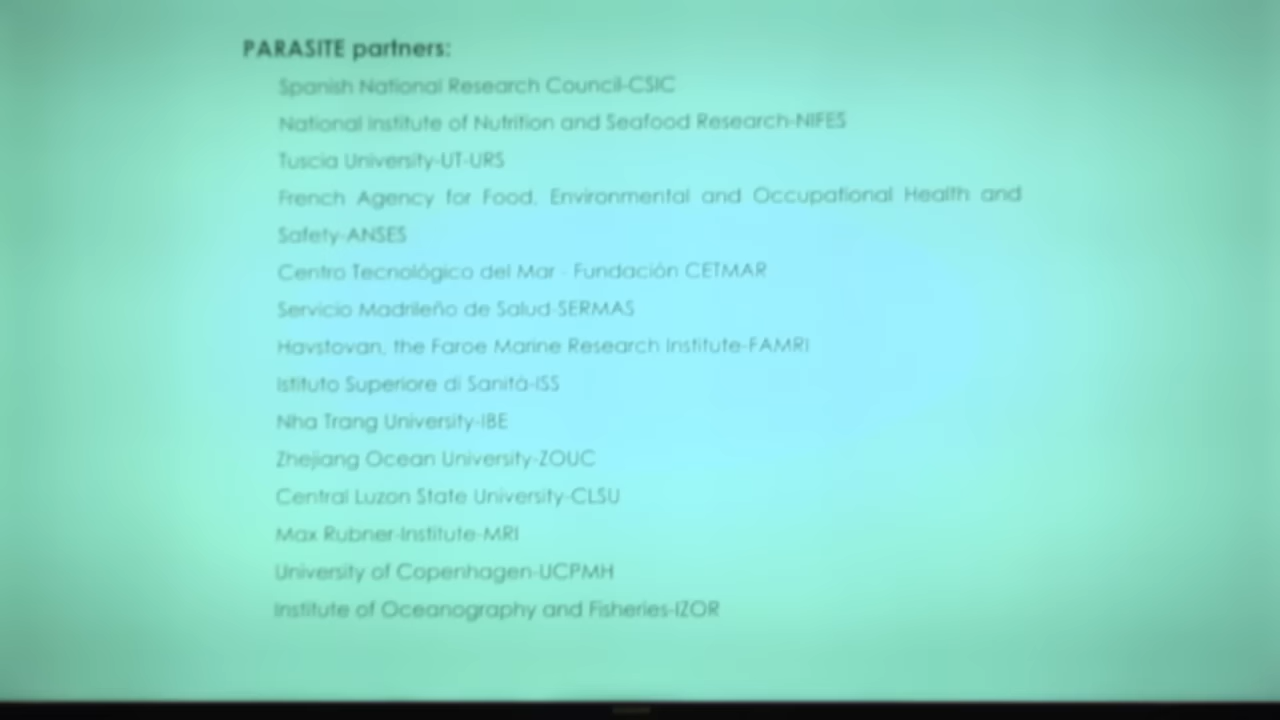 PARASITE partners:
Spanish National Research Council-CSIC
National Institute of Nutrition and Seafood Research-NIFES
Tuscia University-UT-URS
French Agency for Food, Environmental and Occupational Health and
Safety-ANSES
Centro Tecnológico del Mar - Fundación CETMAR
Servicio Madrileño de Salud-SERMAS
Havstovan, the Faroe Marine Research Institute-FAMRI
Istituto Superiore di Sanità-ISS
Nha Trang University-IBE
Zhejiang Ocean University-ZOUC
Central Luzon State University-CLSU
Max Rubner-Institute-MRI
University of Copenhagen-UCPMH
Institute of Oceanography and Fisheries-IZOR